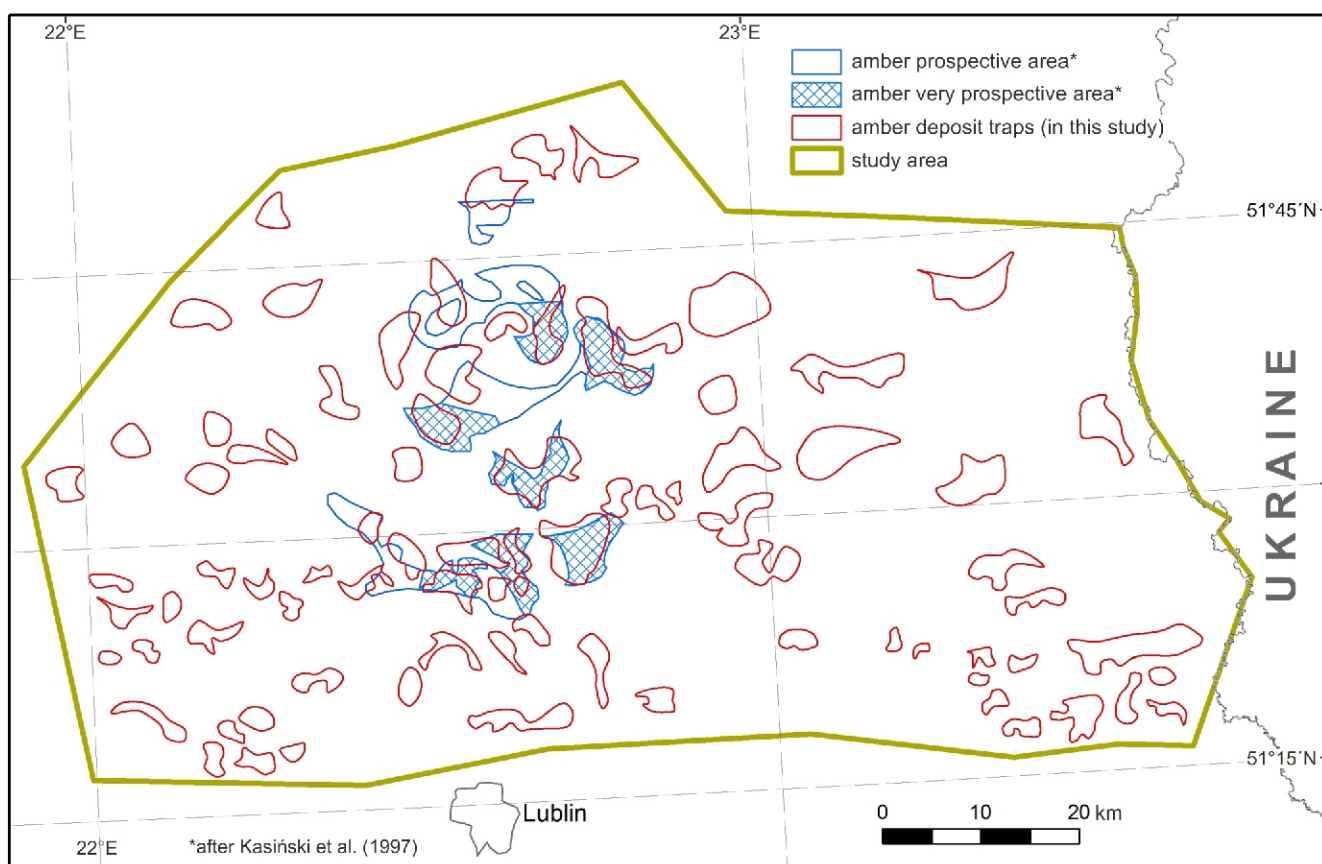 22°E
23°E
amber prospective area*
amber very prospective area*
amber deposit traps (in this study)
study area
51°45´N
UKRAINE
51°15´N
Lublin
0 10 20 km
22°E
*after Kasiński et al. (1997)